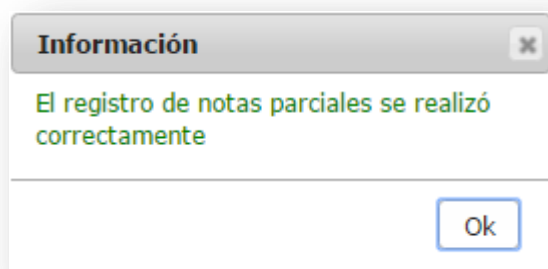 Información
El registro de notas parciales se realizó
correctamente
Ok